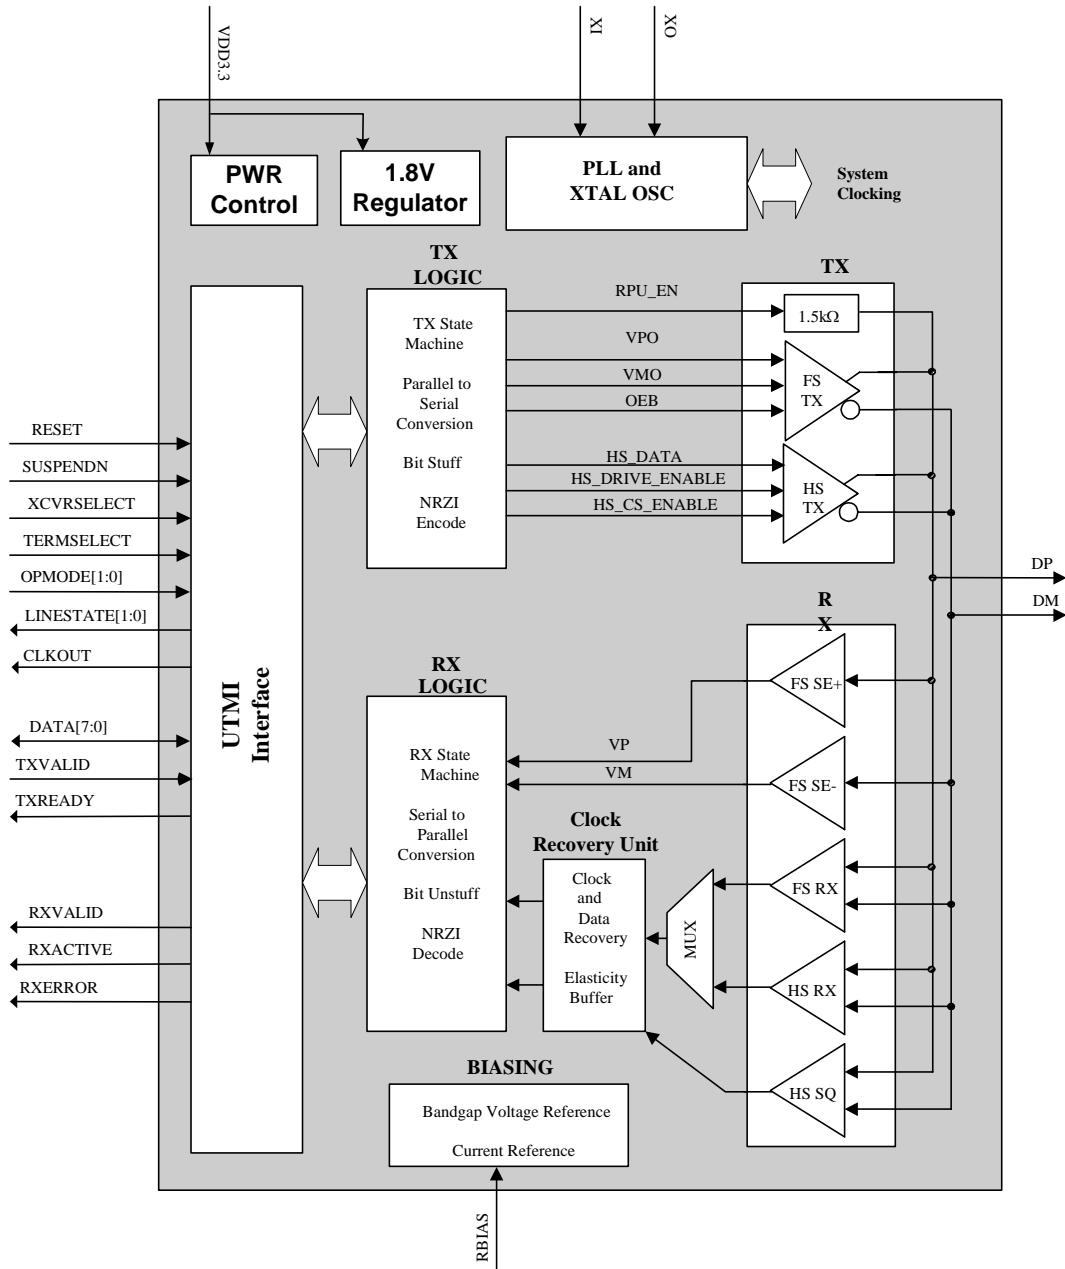 VDD3.3
XI
XO
PWR
Control
1.8V
Regulator
PLL and
XTAL OSC
System
Clocking
TX
LOGIC
TX State
Machine
Parallel to
Serial
Conversion
Bit Stuff
NRZI
Encode
RPU_EN
VPO
VMO
OEB
HS_DATA
HS_DRIVE_ENABLE
HS_CS_ENABLE
TX
1.5kΩ
FS
TX
HS
TX
RESET
SUSPENDN
XCVRSELECT
TERMSELECT
OPMODE[1:0]
LINESTATE[1:0]
CLKOUT
DATA[7:0]
TXVALID
TXREADY
RXVALID
RXACTIVE
RXERROR
UTMI
Interface
DP
DM
RX
LOGIC
RX State
Machine
Serial to
Parallel
Conversion
Bit Unstuff
NRZI
Decode
VP
VM
Clock
Recovery Unit
Clock
and
Data
Recovery
Elasticity
Buffer
MUX
R
X
FS SE+
FS SE-
FS RX
HS RX
HS SQ
BIASING
Bandgap Voltage Reference
Current Reference
RBIAS